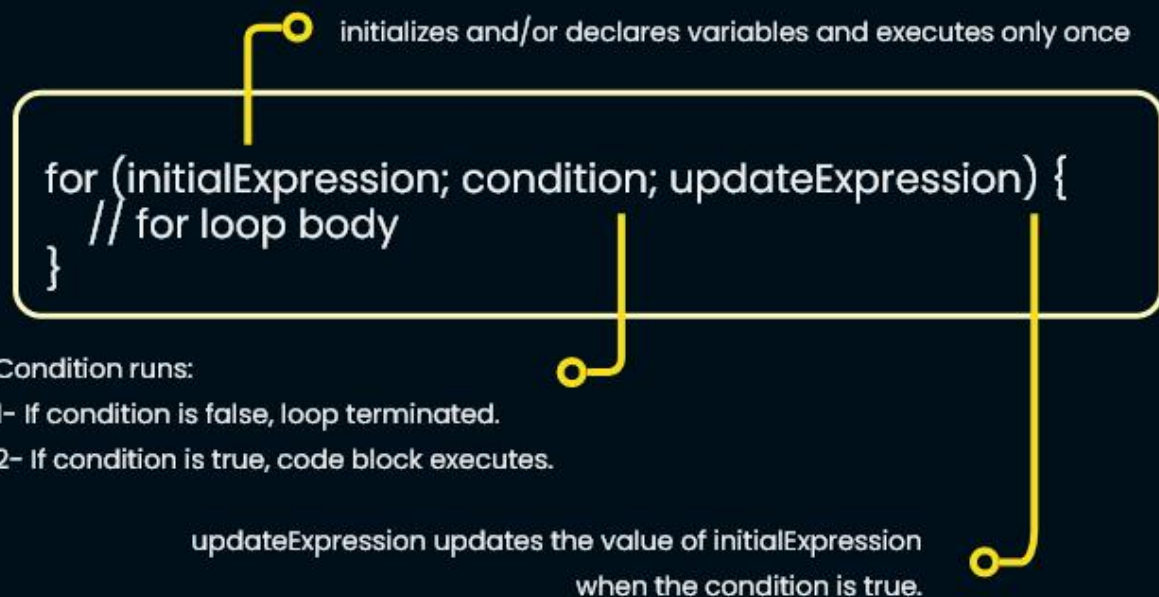 initializes and/or declares variables and executes only once
for (initialExpression; condition; updateExpression) {
// for loop body
}
Condition runs:
1- If condition is false, loop terminated.
2- If condition is true, code block executes.
updateExpression updates the value of initialExpression
when the condition is true.